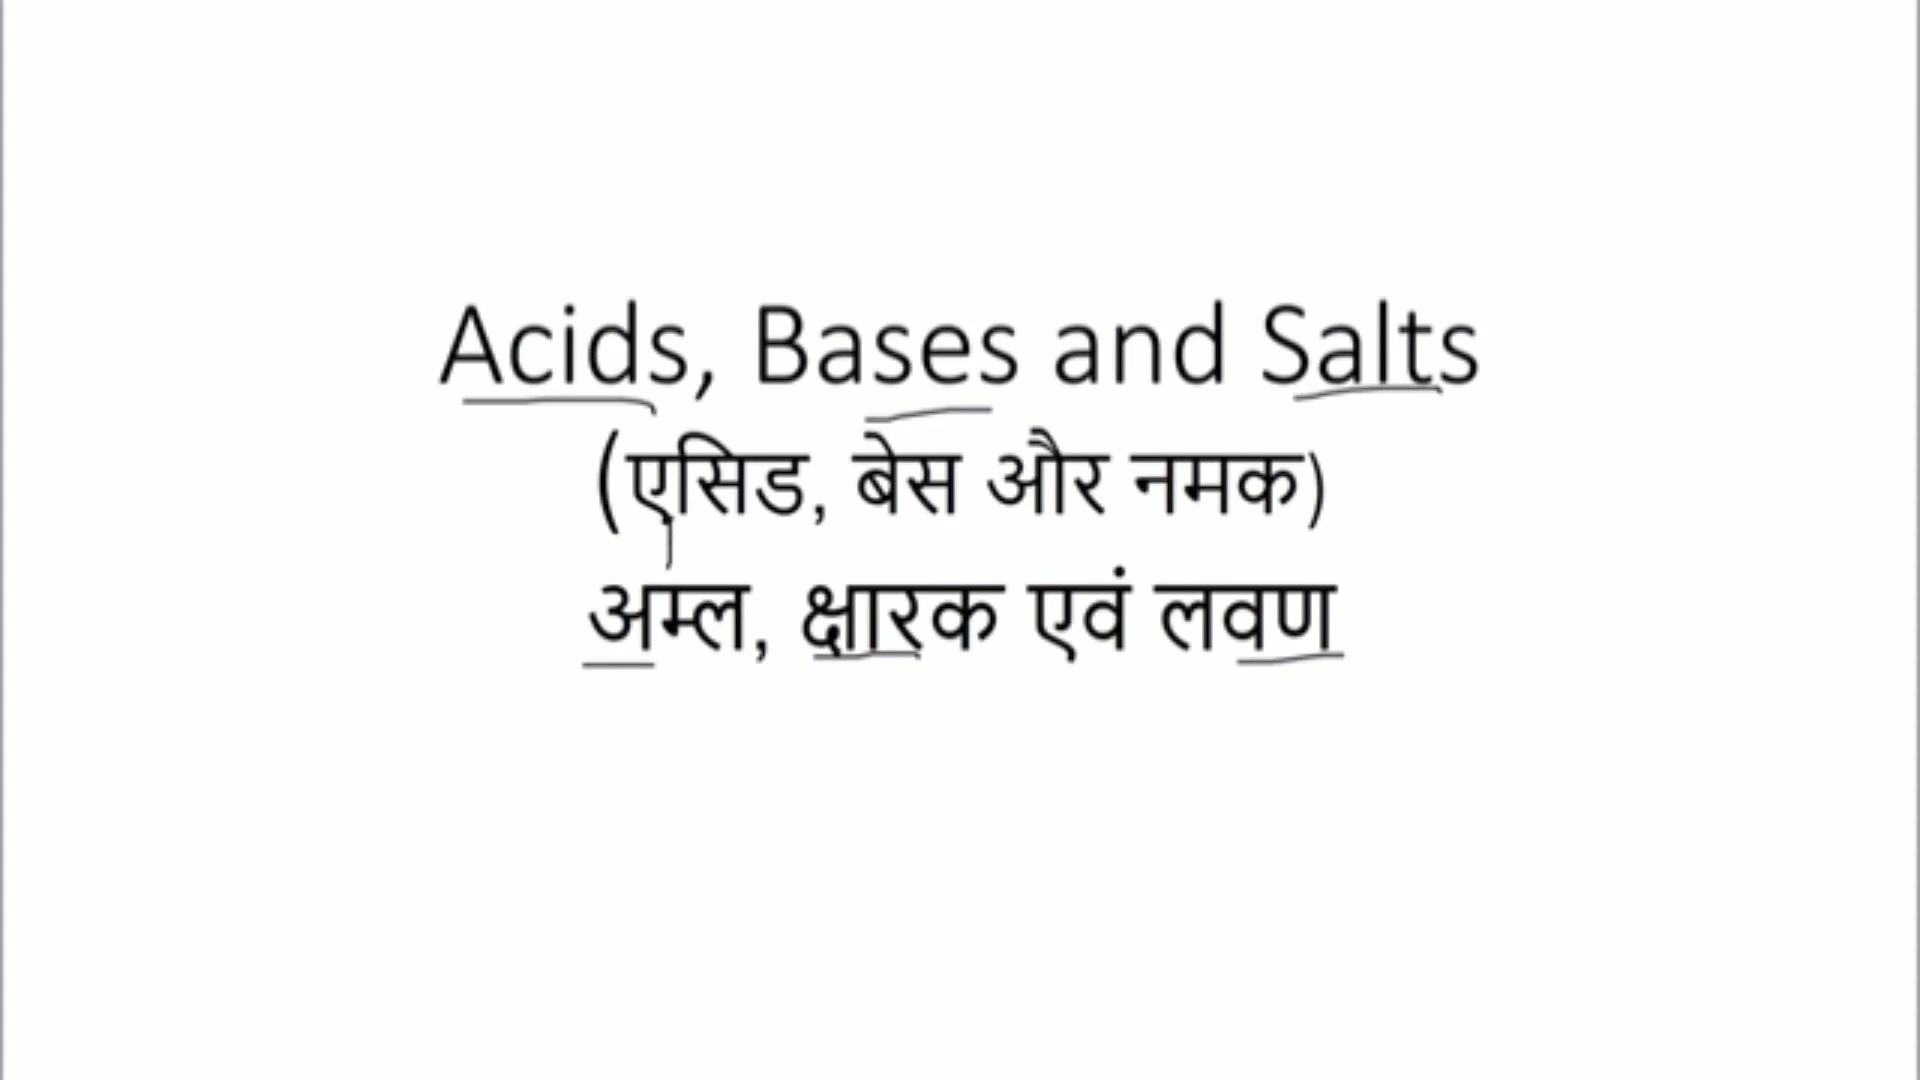 Acids, Bases and Salts
(एसिड, बेस और नमक)
अम्ल, क्षारक एवं लवण